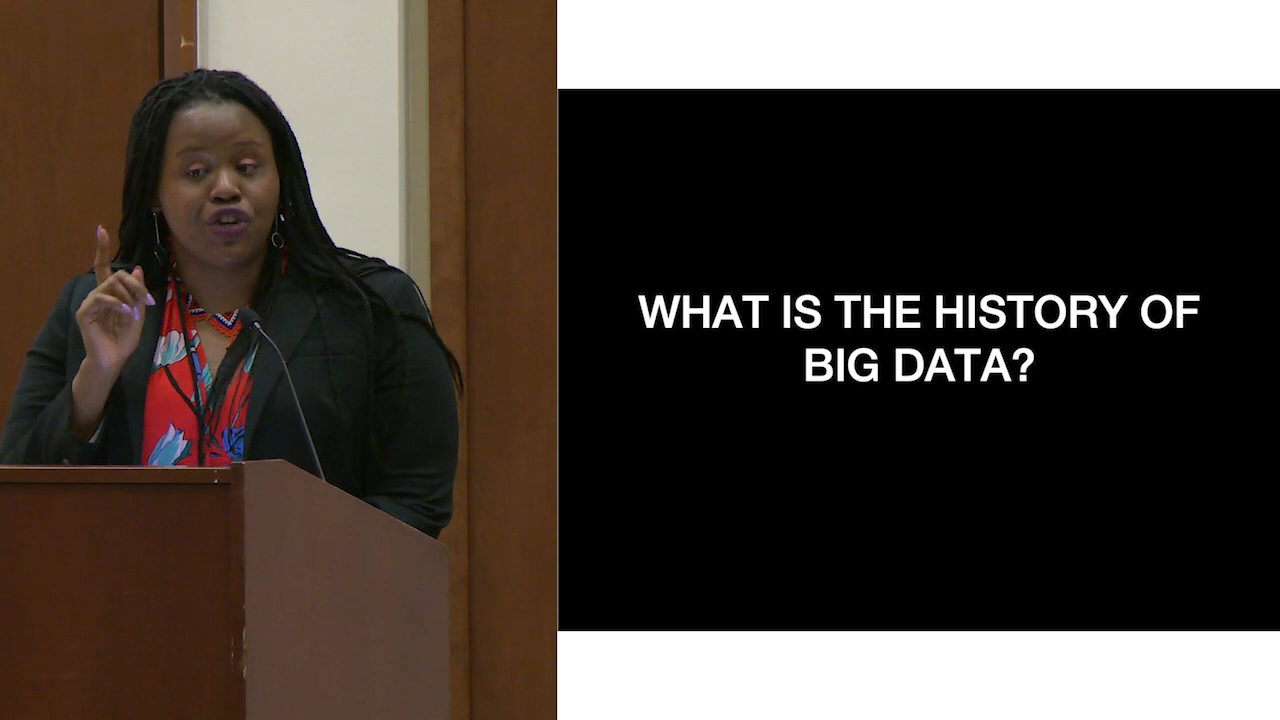 WHAT IS THE HISTORY OF
BIG DATA?